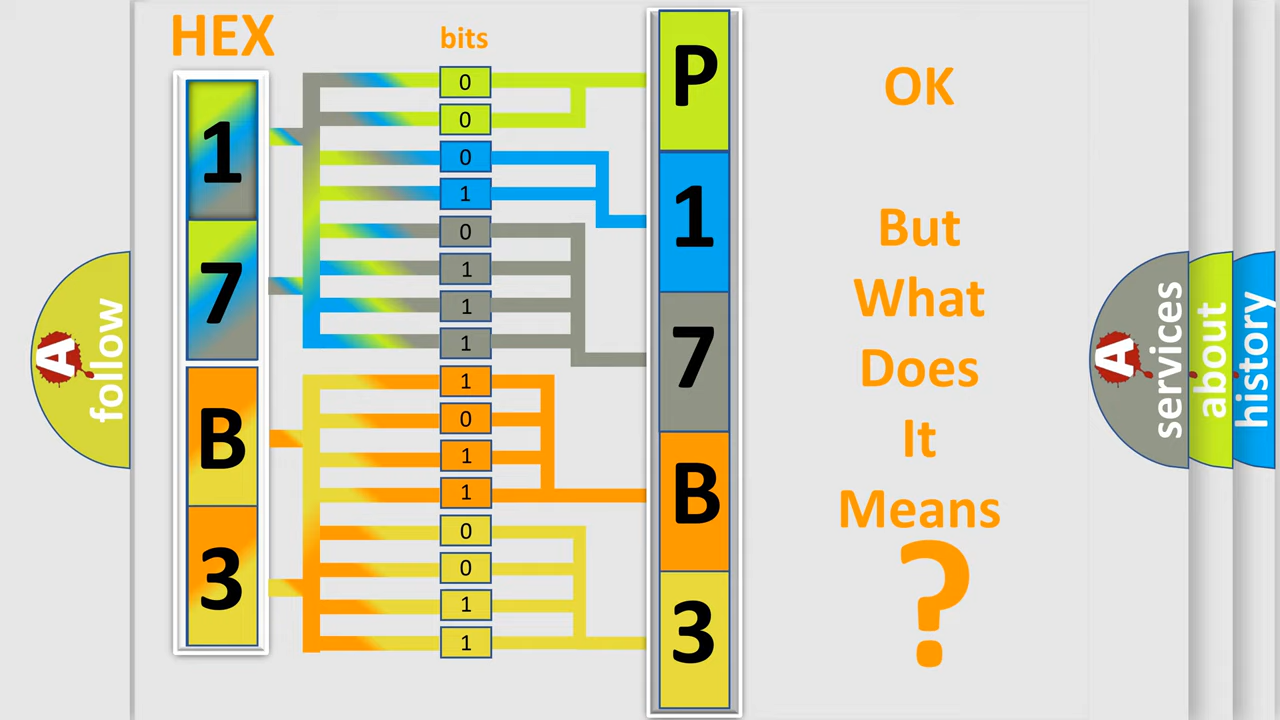 HEX
bits
1
7
B
3
0
0
0
1
0
1
1
1
1
0
1
1
0
0
1
1
P
1
7
B
3
OK
But
What
Does
It
Means
?
A
follow
A
services
about
history